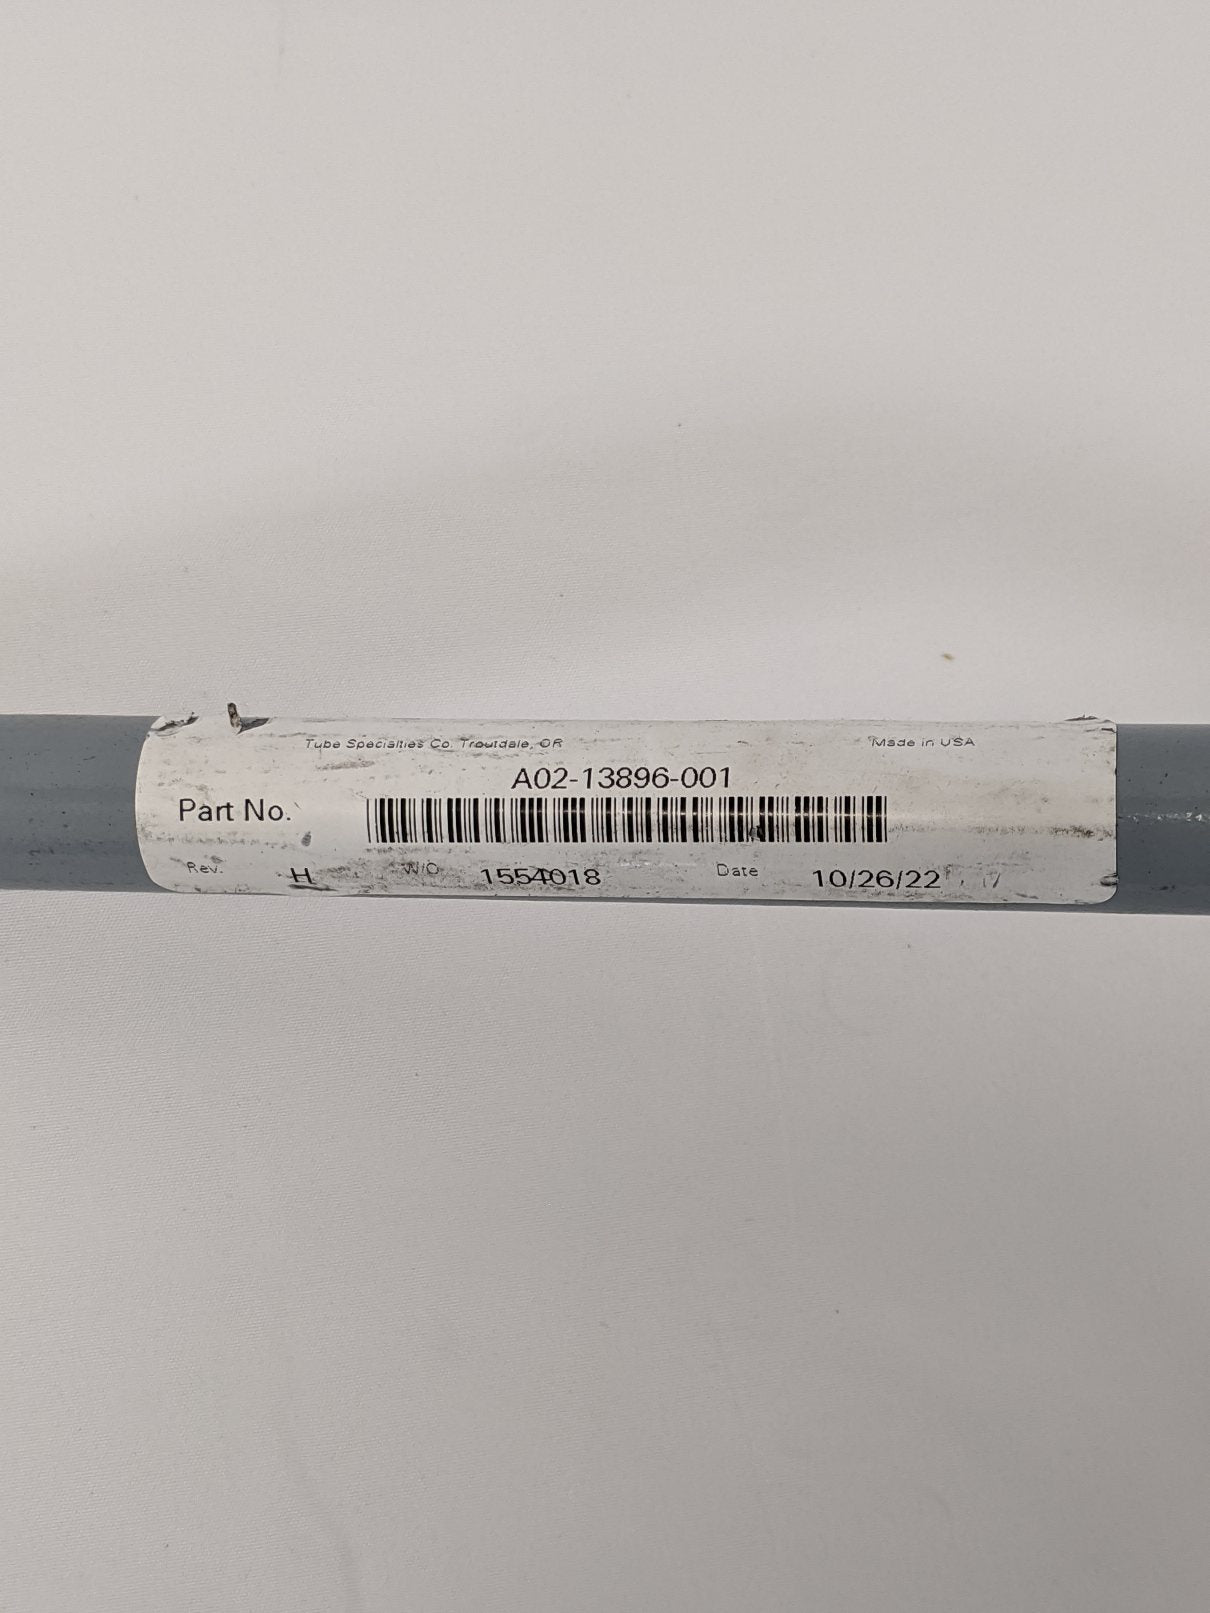 Tube Specialties Co. Troutdale, OR Made in USA
A02-13896-001
Part No.
Rev. H W/O 1554018 Date 10/26/22